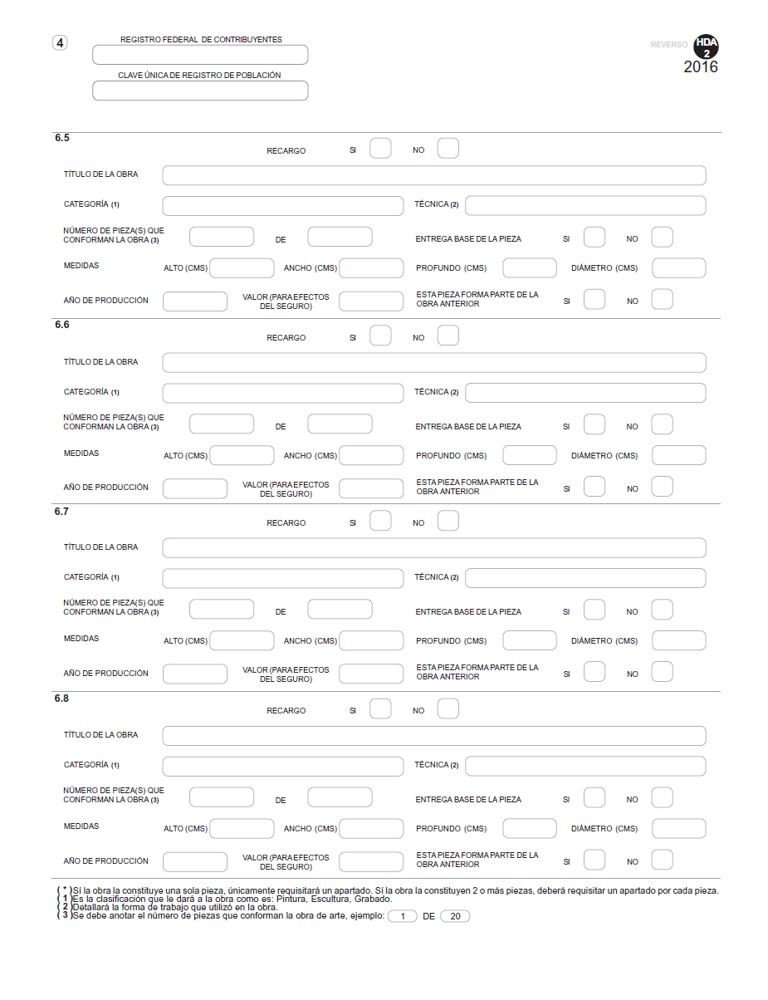 4
REGISTRO FEDERAL DE CONTRIBUYENTES
REVERSO HDA
2
2016
CLAVE ÚNICA DE REGISTRO DE POBLACIÓN
6.5
RECARGO SI NO
TÍTULO DE LA OBRA
CATEGORÍA (1) TÉCNICA (2)
NÚMERO DE PIEZA(S) QUE
CONFORMAN LA OBRA (3) DE ENTREGA BASE DE LA PIEZA SI NO
MEDIDAS ALTO (CMS) ANCHO (CMS) PROFUNDO (CMS) DIÁMETRO (CMS)
AÑO DE PRODUCCIÓN VALOR (PARA EFECTOS
DEL SEGURO) ESTA PIEZA FORMA PARTE DE LA
OBRA ANTERIOR SI NO
6.6
RECARGO SI NO
TÍTULO DE LA OBRA
CATEGORÍA (1) TÉCNICA (2)
NÚMERO DE PIEZA(S) QUE
CONFORMAN LA OBRA (3) DE ENTREGA BASE DE LA PIEZA SI NO
MEDIDAS ALTO (CMS) ANCHO (CMS) PROFUNDO (CMS) DIÁMETRO (CMS)
AÑO DE PRODUCCIÓN VALOR (PARA EFECTOS
DEL SEGURO) ESTA PIEZA FORMA PARTE DE LA
OBRA ANTERIOR SI NO
6.7
RECARGO SI NO
TÍTULO DE LA OBRA
CATEGORÍA (1) TÉCNICA (2)
NÚMERO DE PIEZA(S) QUE
CONFORMAN LA OBRA (3) DE ENTREGA BASE DE LA PIEZA SI NO
MEDIDAS ALTO (CMS) ANCHO (CMS) PROFUNDO (CMS) DIÁMETRO (CMS)
AÑO DE PRODUCCIÓN VALOR (PARA EFECTOS
DEL SEGURO) ESTA PIEZA FORMA PARTE DE LA
OBRA ANTERIOR SI NO
6.8
RECARGO SI NO
TÍTULO DE LA OBRA
CATEGORÍA (1) TÉCNICA (2)
NÚMERO DE PIEZA(S) QUE
CONFORMAN LA OBRA (3) DE ENTREGA BASE DE LA PIEZA SI NO
MEDIDAS ALTO (CMS) ANCHO (CMS) PROFUNDO (CMS) DIÁMETRO (CMS)
AÑO DE PRODUCCIÓN VALOR (PARA EFECTOS
DEL SEGURO) ESTA PIEZA FORMA PARTE DE LA
OBRA ANTERIOR SI NO
( * )Sí la obra la constituye una sola pieza, únicamente requisitará un apartado. Sí la obra la constituyen 2 o más piezas, deberá requisitar un apartado por cada pieza.
( 1 )Es la clasificación que le dará a la obra como es: Pintura, Escultura, Grabado.
( 2 )Detallará la forma de trabajo que utilizó en la obra.
( 3 )Se debe anotar el número de piezas que conforman la obra de arte, ejemplo: 1 DE 20